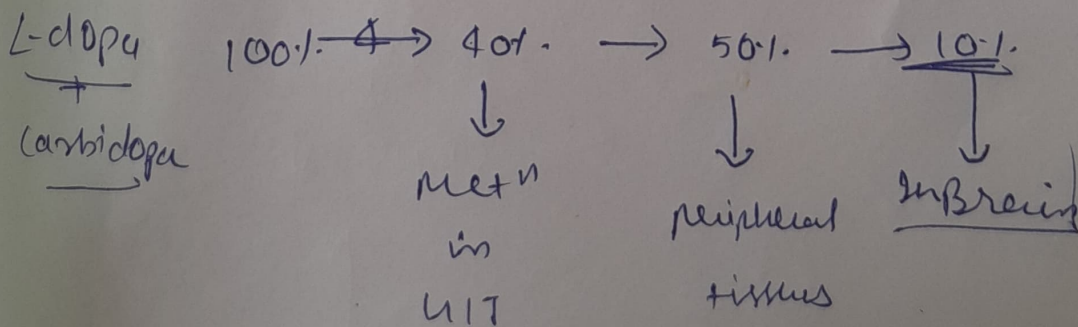 L-dopa 100% → 40% → 50% → 10%
+
Carbidopa
↓ ↓ ↓
Metn peripheral In Brain
in tissues
GIT